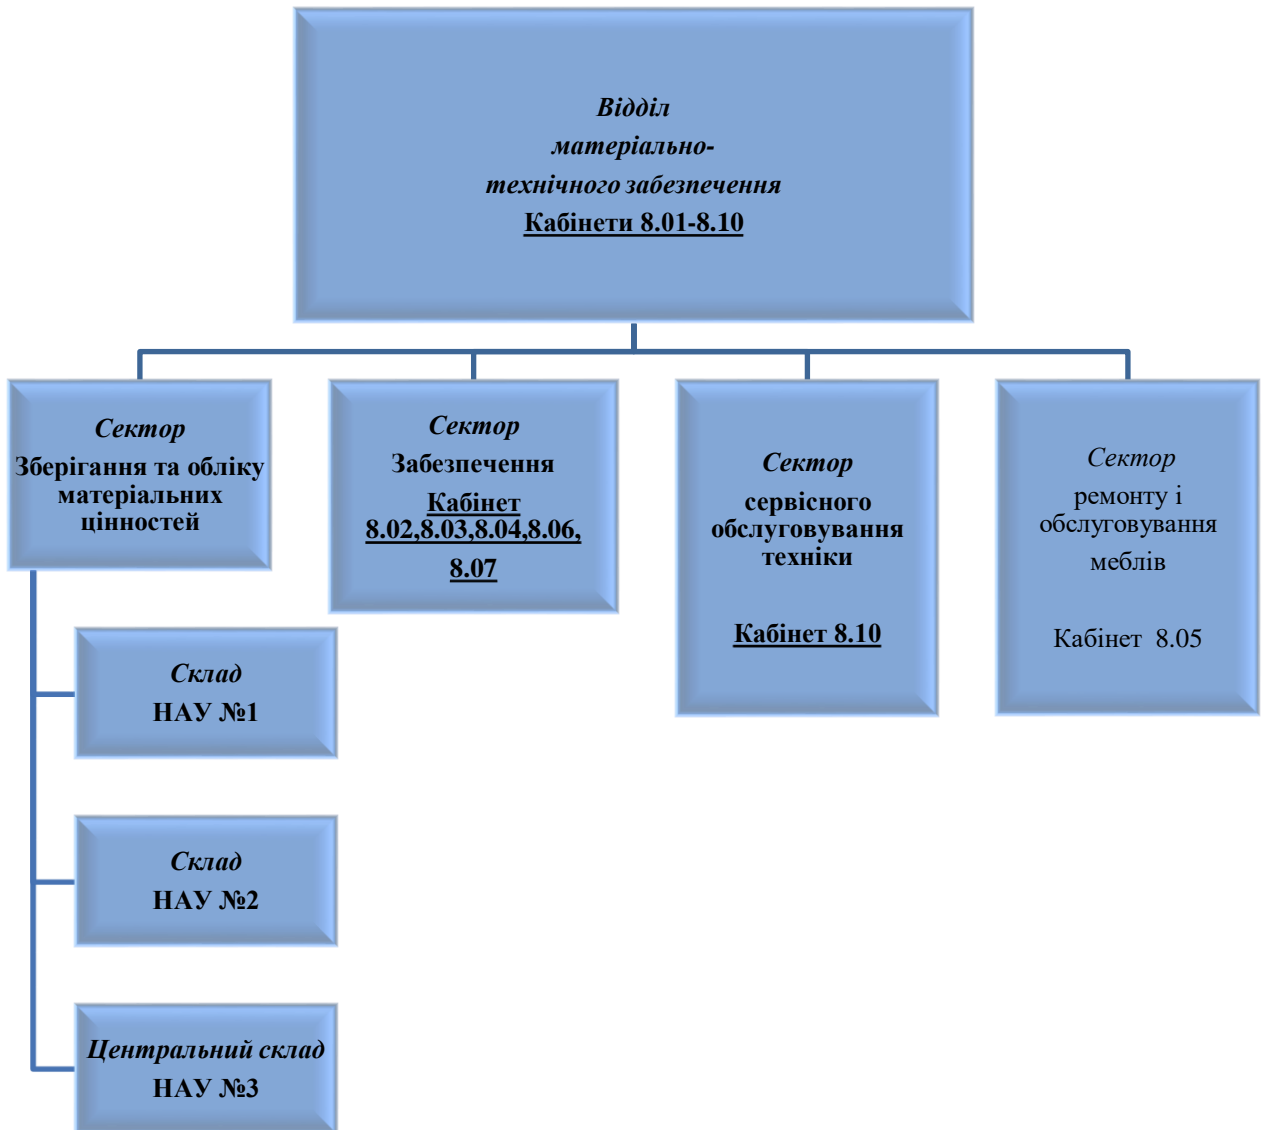 Відділ
матеріально-
технічного забезпечення
Кабінети 8.01-8.10
Сектор
Зберігання та обліку
матеріальних
цінностей
Сектор
Забезпечення
Кабінет
8.02,8.03,8.04,8.06,
8.07
Сектор
сервісного
обслуговування
техніки
Кабінет 8.10
Сектор
ремонту і
обслуговування
меблів
Кабінет 8.05
Склад
НАУ №1
Склад
НАУ №2
Центральний склад
НАУ №3